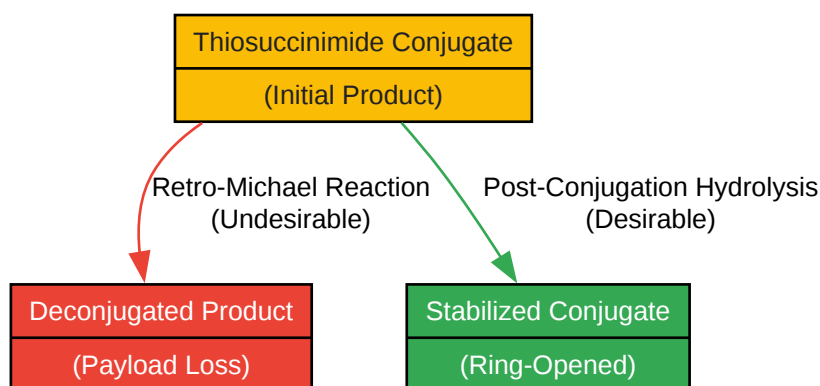 Thiosuccinimide Conjugate
(Initial Product)
Retro-Michael Reaction
(Undesirable)
Post-Conjugation Hydrolysis
(Desirable)
Deconjugated Product
(Payload Loss)
Stabilized Conjugate
(Ring-Opened)